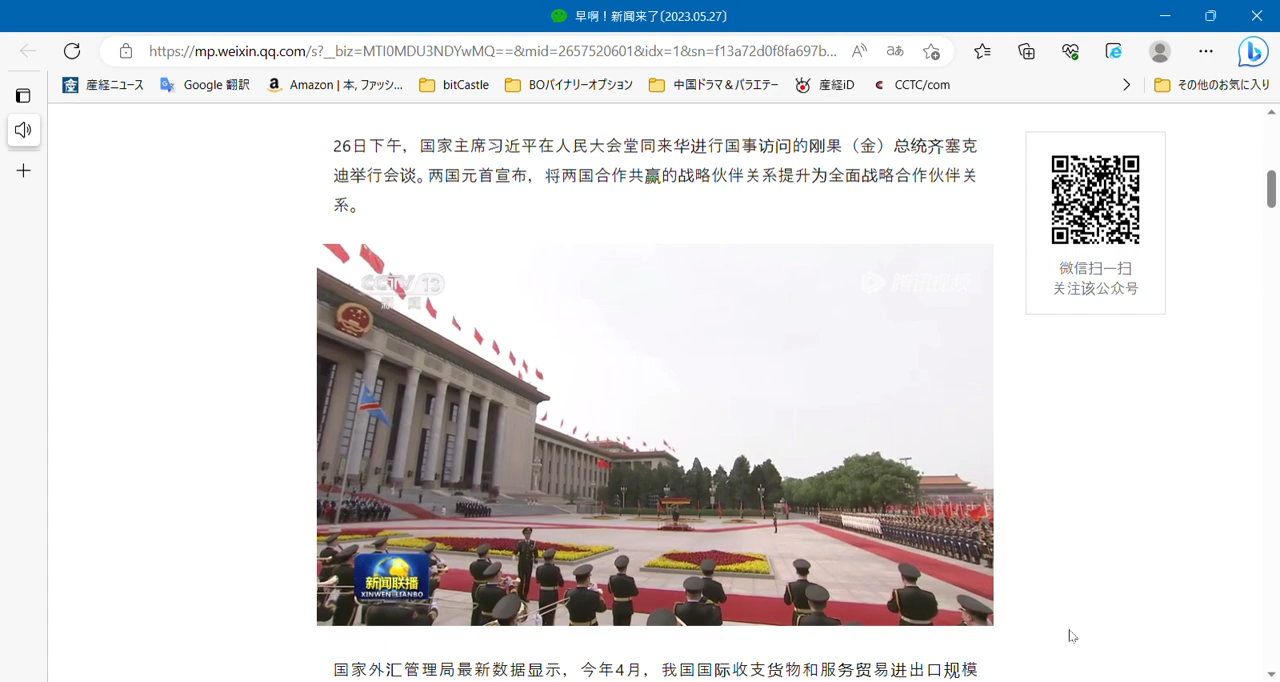 早啊！新闻来了〔2023.05.27〕
https://mp.weixin.qq.com/s?__biz=MTI0MDU3NDYwMQ==&mid=2657520601&idx=1&sn=f13a72d0f8fa697b...
産経ニュース
Google 翻訳
Amazon | 本, ファッシ...
bitCastle
BOバイナリーオプション
中国ドラマ＆バラエテー
産経iD
CCTC/com
その他のお気に入り
26日下午，国家主席习近平在人民大会堂同来华进行国事访问的刚果（金）总统齐塞克
迪举行会谈。两国元首宣布，将两国合作共赢的战略伙伴关系提升为全面战略合作伙伴关
系。
微信扫一扫
关注该公众号
CCTV 13
新闻
腾讯视频
新闻联播
XINWEN LIANBO
国家外汇管理局最新数据显示，今年4月，我国国际收支货物和服务贸易进出口规模